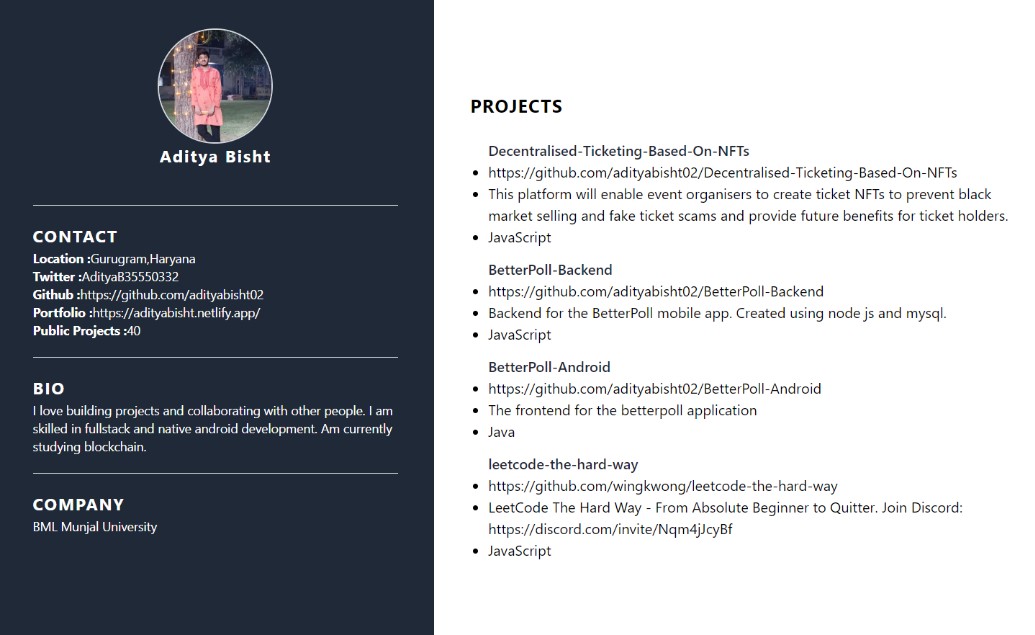 Aditya Bisht
CONTACT
Location :Gurugram,Haryana
Twitter :AdityaB35550332
Github :https://github.com/adityabisht02
Portfolio :https://adityabisht.netlify.app/
Public Projects :40
BIO
I love building projects and collaborating with other people. I am
skilled in fullstack and native android development. Am currently
studying blockchain.
COMPANY
BML Munjal University
PROJECTS
Decentralised-Ticketing-Based-On-NFTs
• https://github.com/adityabisht02/Decentralised-Ticketing-Based-On-NFTs
• This platform will enable event organisers to create ticket NFTs to prevent black
market selling and fake ticket scams and provide future benefits for ticket holders.
• JavaScript
BetterPoll-Backend
• https://github.com/adityabisht02/BetterPoll-Backend
• Backend for the BetterPoll mobile app. Created using node js and mysql.
• JavaScript
BetterPoll-Android
• https://github.com/adityabisht02/BetterPoll-Android
• The frontend for the betterpoll application
• Java
leetcode-the-hard-way
• https://github.com/wingkwong/leetcode-the-hard-way
• LeetCode The Hard Way - From Absolute Beginner to Quitter. Join Discord:
https://discord.com/invite/Nqm4jJcyBf
• JavaScript